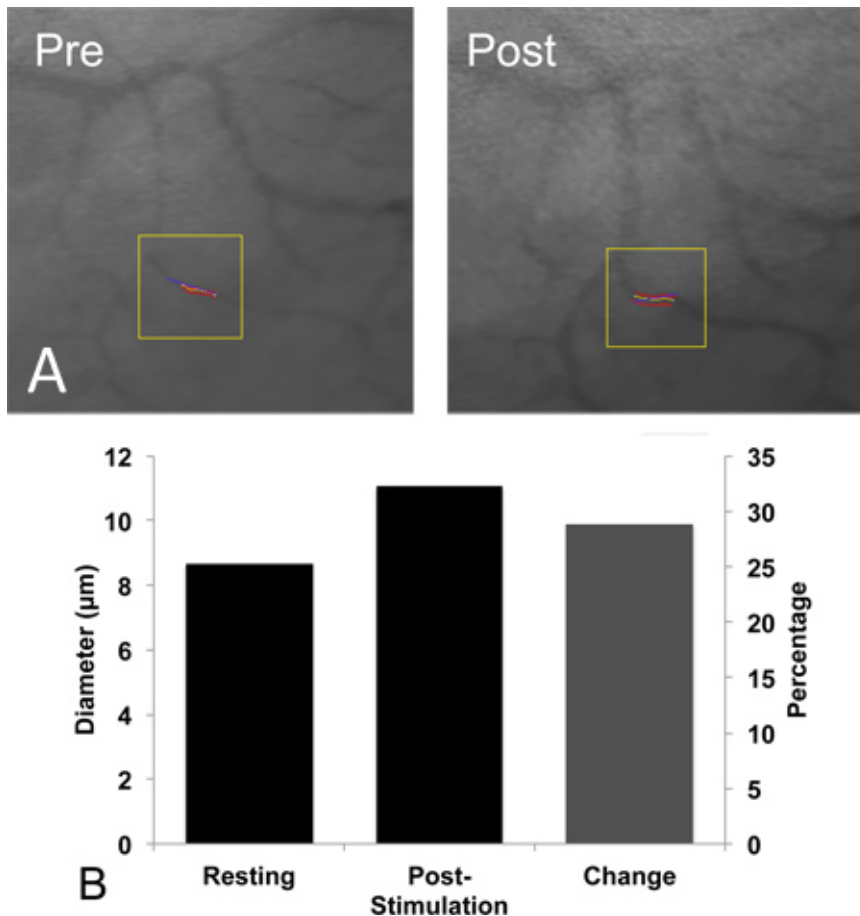 Pre
Post
A
12
10
8
6
4
2
0
Diameter (µm)
35
30
25
20
15
10
5
0
Percentage
Resting
Post-
Stimulation
Change
B